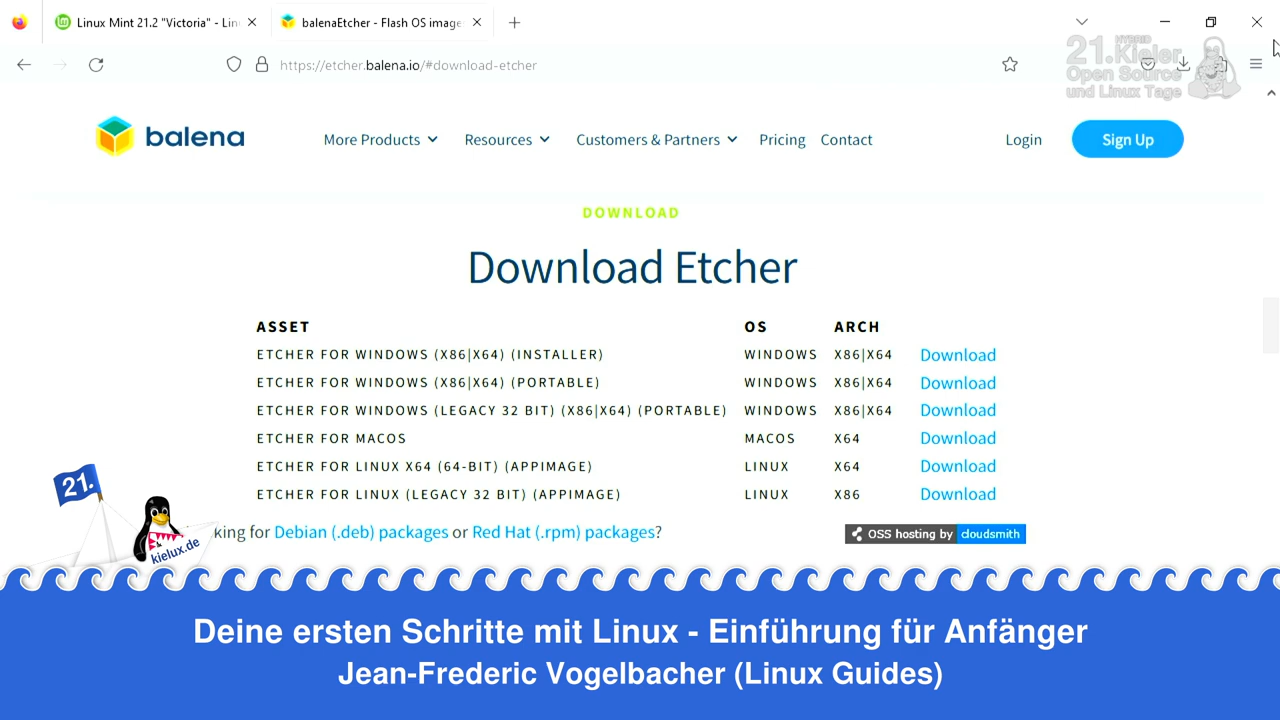 Linux Mint 21.2 "Victoria" - Lin
balenaEtcher - Flash OS image
https://etcher.balena.io/#download-etcher
HYBRID
21.Kieler
Open Source
und Linux Tage
balena
More Products
Resources
Customers & Partners
Pricing
Contact
Login
Sign Up
DOWNLOAD
Download Etcher
ASSET OS ARCH
ETCHER FOR WINDOWS (X86|X64) (INSTALLER) WINDOWS X86|X64 Download
ETCHER FOR WINDOWS (X86|X64) (PORTABLE) WINDOWS X86|X64 Download
ETCHER FOR WINDOWS (LEGACY 32 BIT) (X86|X64) (PORTABLE) WINDOWS X86|X64 Download
ETCHER FOR MACOS MACOS X64 Download
ETCHER FOR LINUX X64 (64-BIT) (APPIMAGE) LINUX X64 Download
ETCHER FOR LINUX (LEGACY 32 BIT) (APPIMAGE) LINUX X86 Download
king for Debian (.deb) packages or Red Hat (.rpm) packages?
OSS hosting by cloudsmith
21.
kielux.de
Deine ersten Schritte mit Linux - Einführung für Anfänger
Jean-Frederic Vogelbacher (Linux Guides)